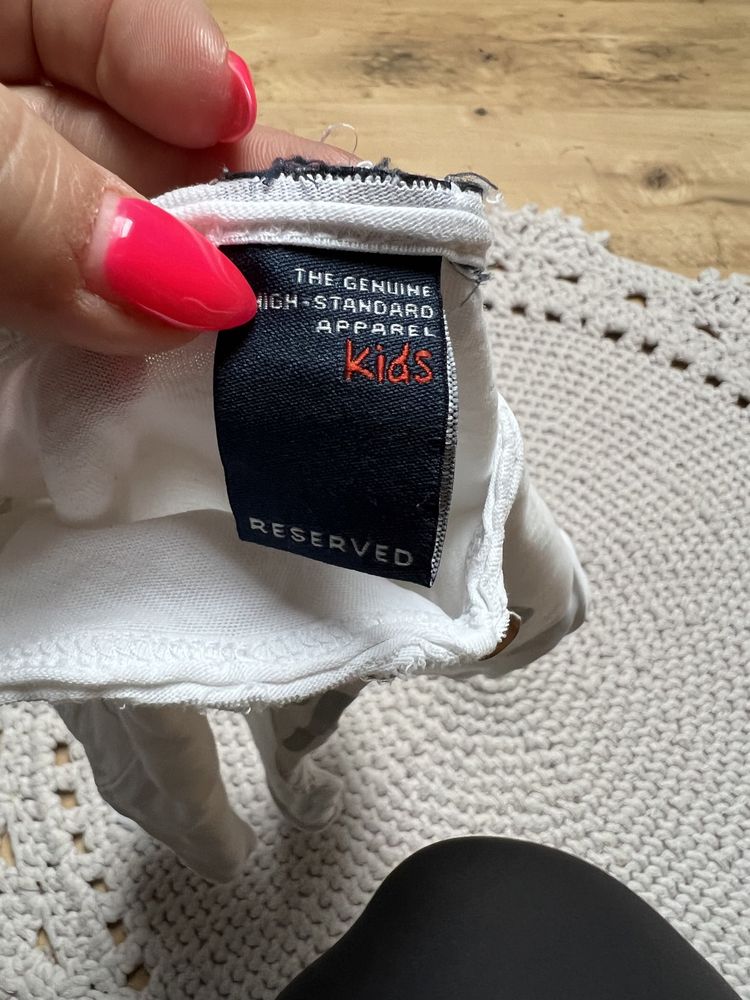 THE GENUINE
HIGH-STANDARD
APPAREL
Kids
RESERVED